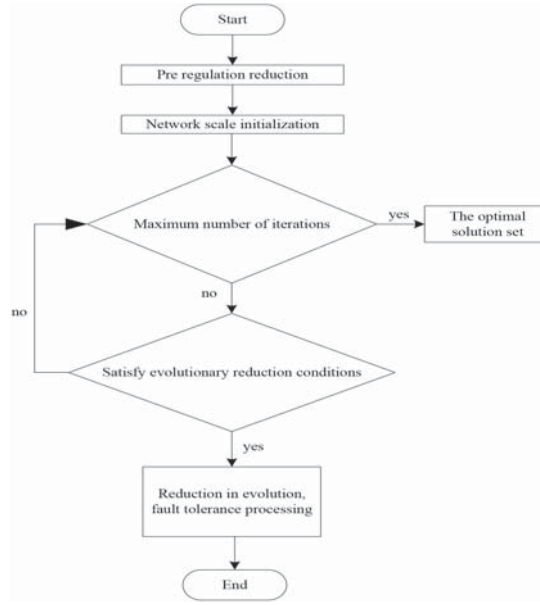 Start
Pre regulation reduction
Network scale initialization
Maximum number of iterations
yes
The optimal
solution set
no
no
Satisfy evolutionary reduction conditions
yes
Reduction in evolution,
fault tolerance processing
End